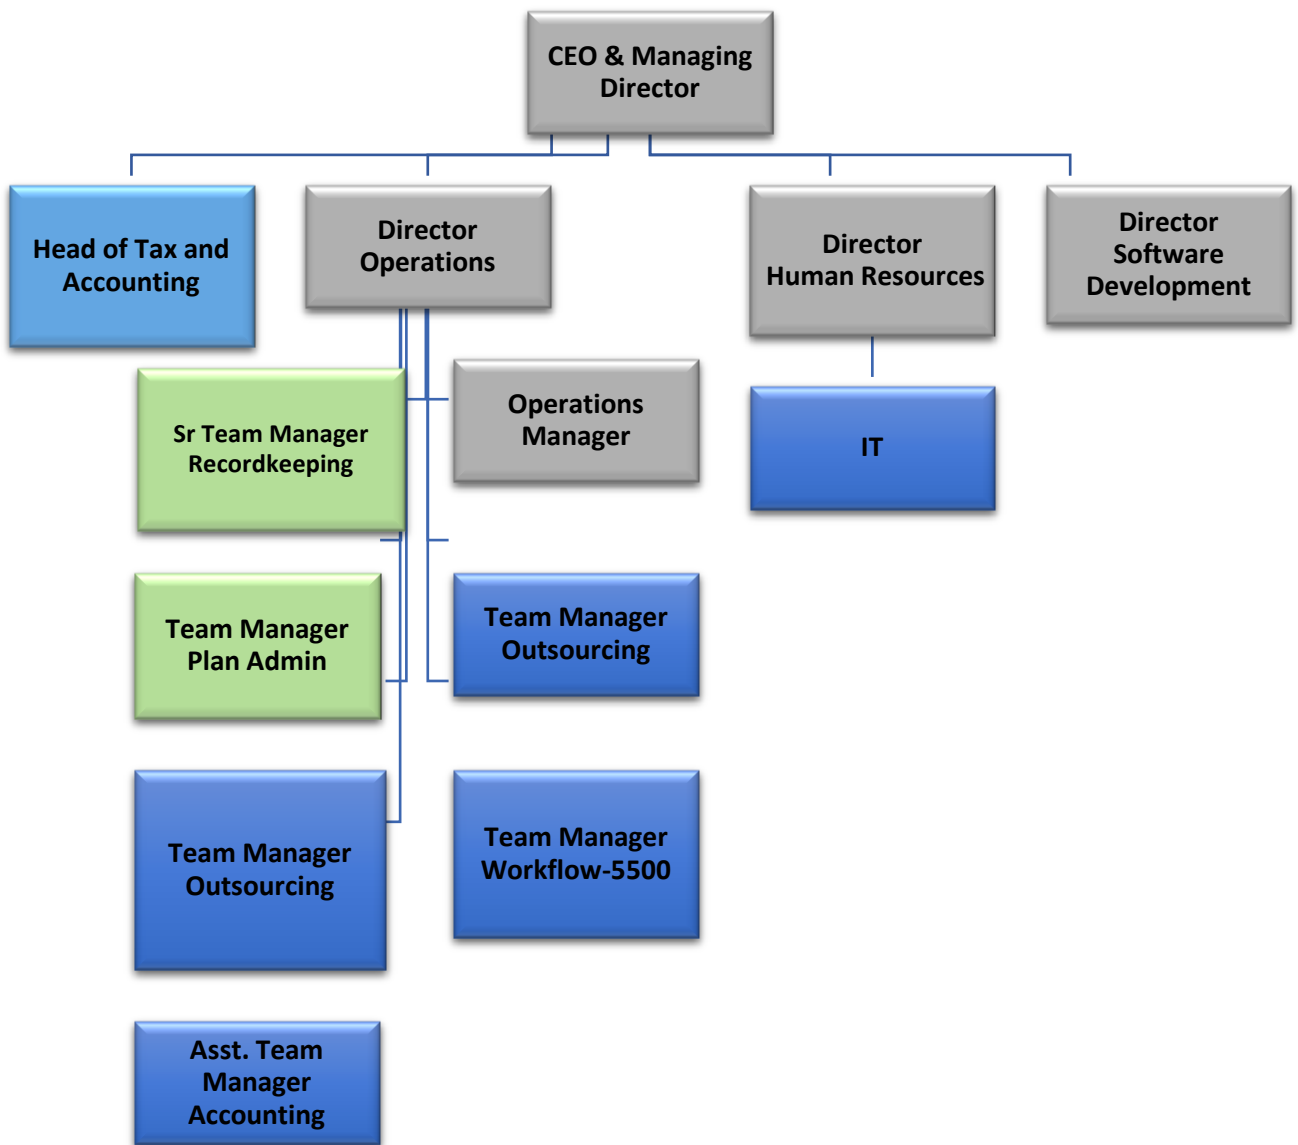 CEO & Managing
Director
Head of Tax and
Accounting
Director
Operations
Director
Human Resources
Director
Software
Development
Sr Team Manager
Recordkeeping
Operations
Manager
IT
Team Manager
Plan Admin
Team Manager
Outsourcing
Team Manager
Outsourcing
Team Manager
Workflow-5500
Asst. Team
Manager
Accounting